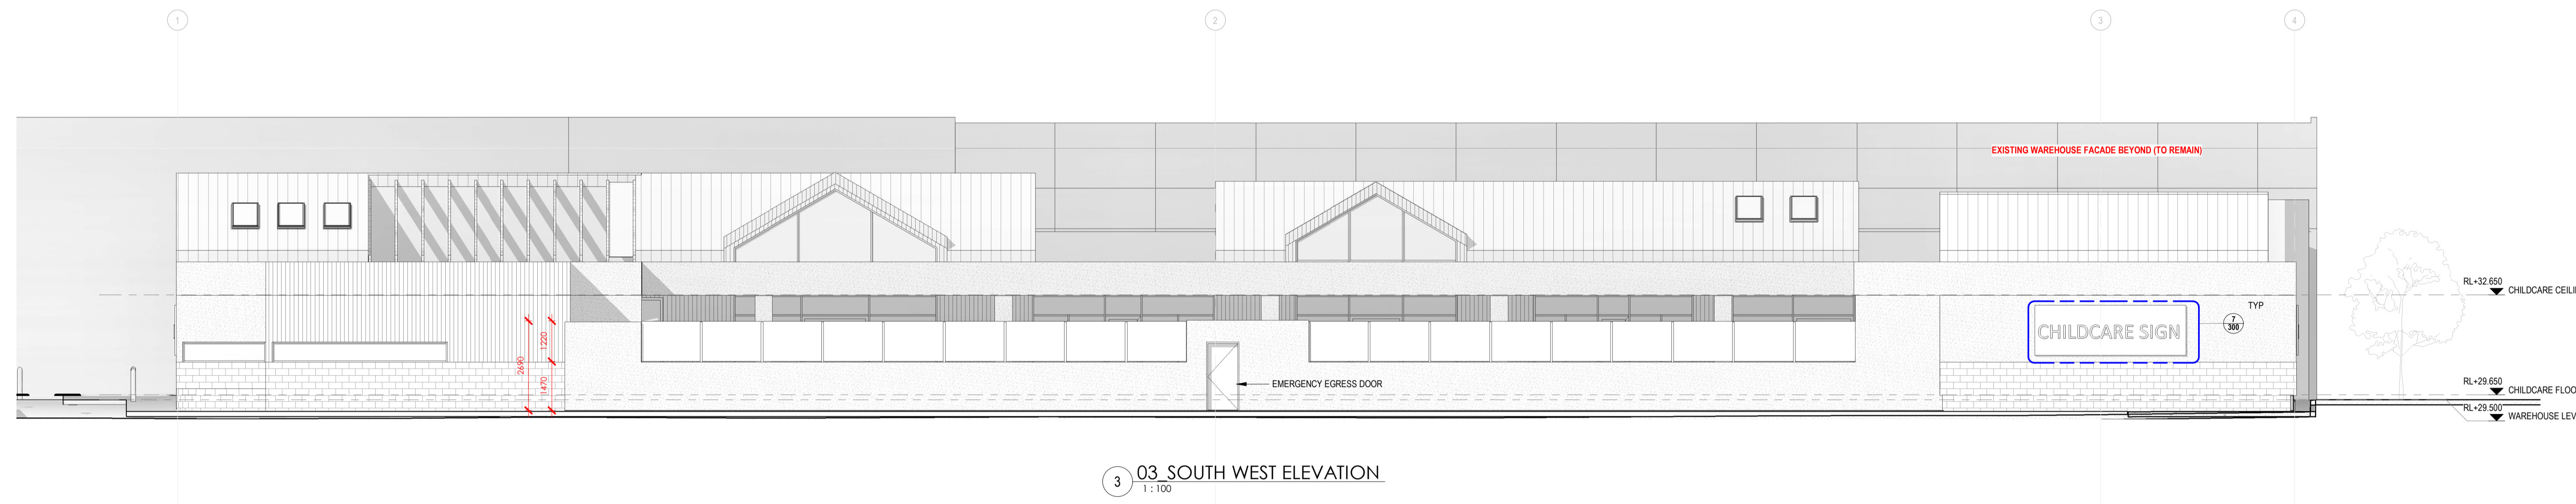 1
2
3
4
EXISTING WAREHOUSE FACADE BEYOND (TO REMAIN)
RL+32.650
CHILDCARE CEILI
TYP
CHILDCARE SIGN
7
300
2690
1220
1470
EMERGENCY EGRESS DOOR
RL+29.650
CHILDCARE FLOO
RL+29.500
WAREHOUSE LEV
3
03_SOUTH WEST ELEVATION
1 : 100